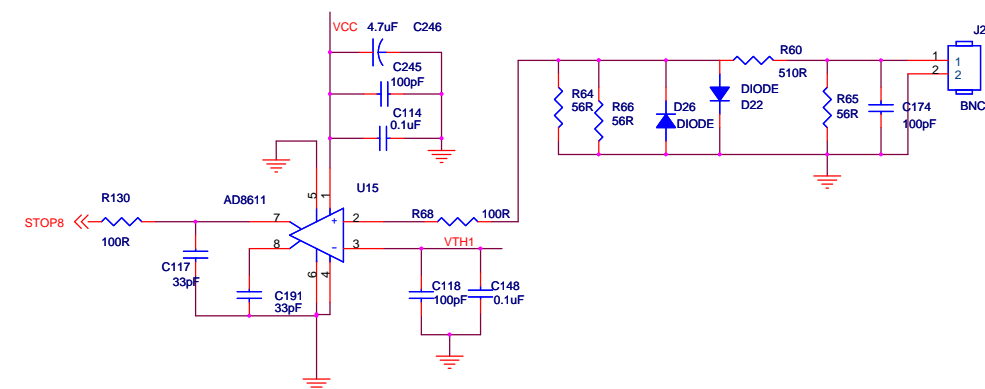 VCC 4.7uF C246
J2
R60
C245
100pF
510R
1 1
2 2
R64
56R
R66
56R
D26
DIODE
DIODE
D22
R65
56R
C174
100pF
BNC
C114
0.1uF
5 1
U15
R130
AD8611
STOP8
100R
7
8
+ 2
- 3
R68 100R
VTH1
6 4
C117
33pF
C191
33pF
C118
100pF
C148
0.1uF